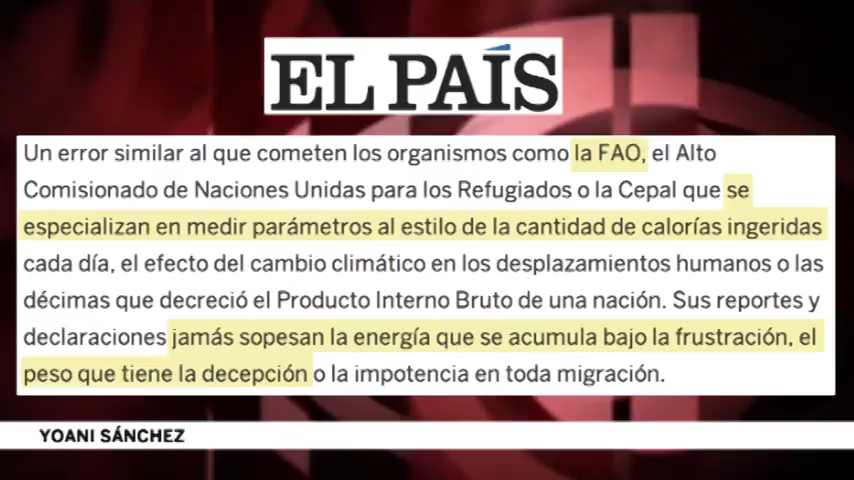 EL PAÍS
Un error similar al que cometen los organismos como la FAO, el Alto
Comisionado de Naciones Unidas para los Refugiados o la Cepal que se
especializan en medir parámetros al estilo de la cantidad de calorías ingeridas
cada día, el efecto del cambio climático en los desplazamientos humanos o las
décimas que decreció el Producto Interno Bruto de una nación. Sus reportes y
declaraciones jamás sopesan la energía que se acumula bajo la frustración, el
peso que tiene la decepción o la impotencia en toda migración.
YOANI SÁNCHEZ